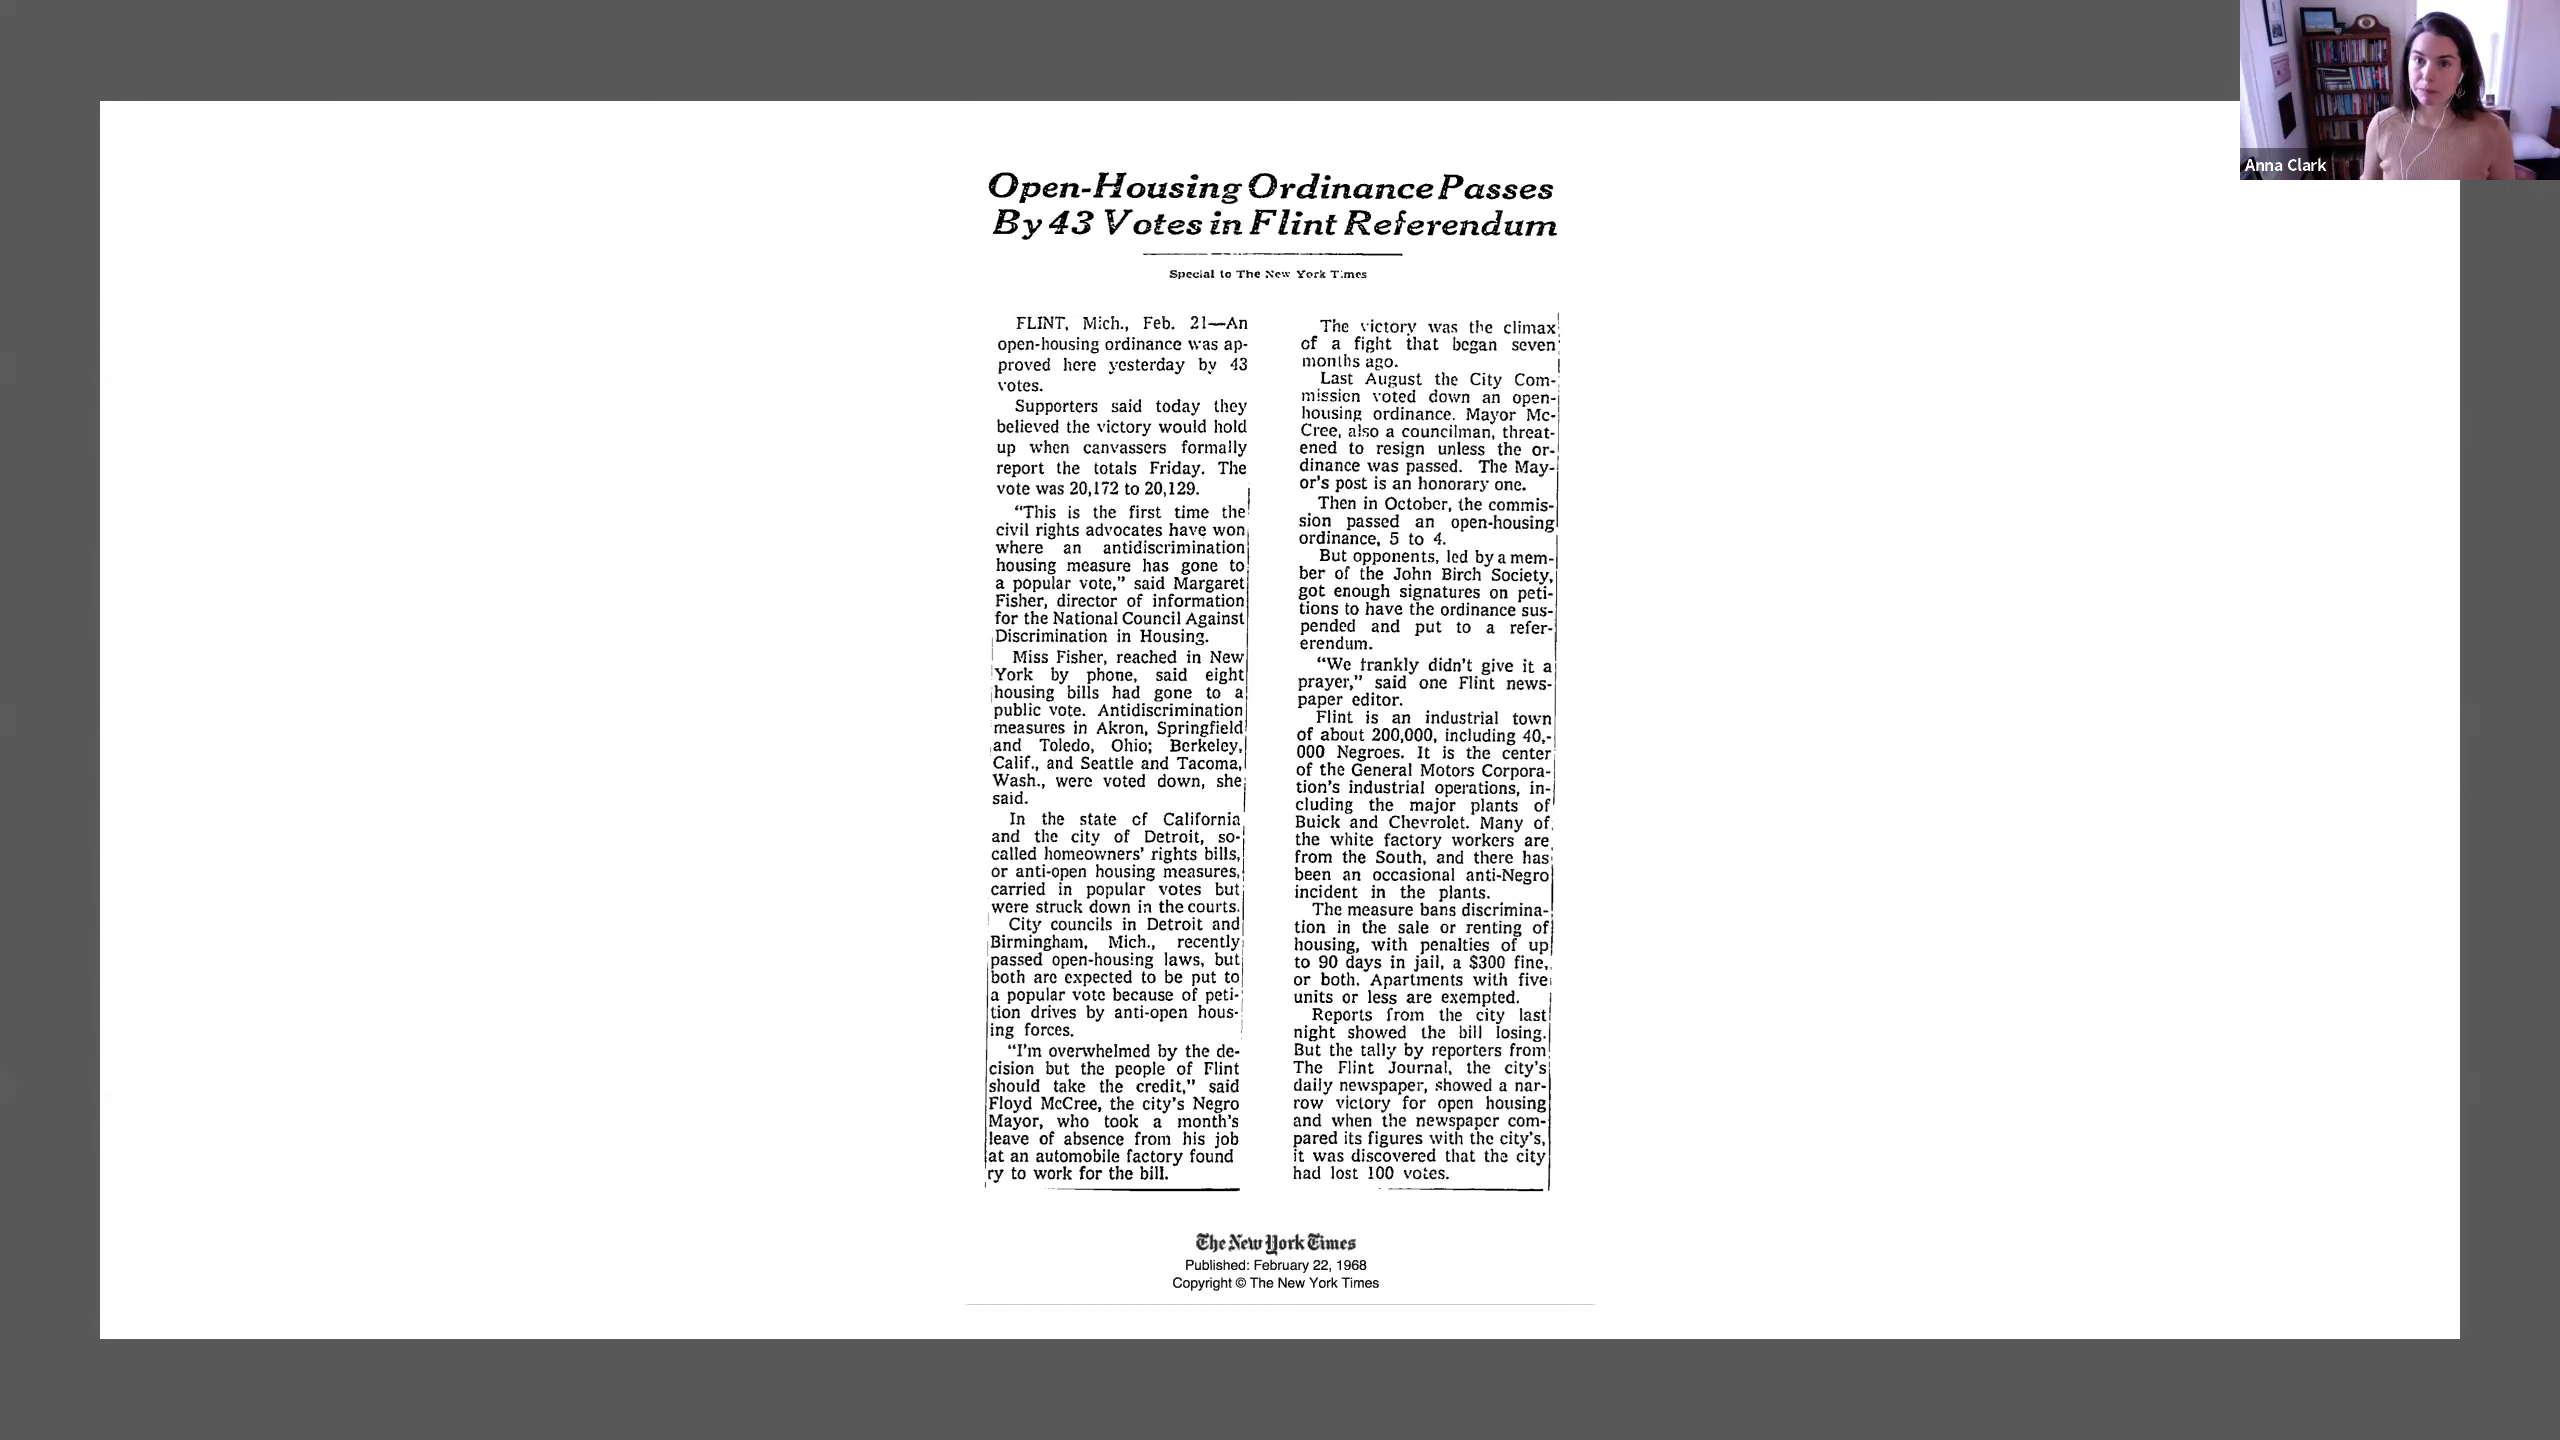 Anna Clark
Open-Housing Ordinance Passes
By 43 Votes in Flint Referendum
Special to The New York Times
FLINT, Mich., Feb. 21—An
open-housing ordinance was ap-
proved here yesterday by 43
votes.
Supporters said today they
believed the victory would hold
up when canvassers formally
report the totals Friday. The
vote was 20,172 to 20,129.
"This is the first time the
civil rights advocates have won
where an antidiscrimination
housing measure has gone to
a popular vote," said Margaret
Fisher, director of information
for the National Council Against
Discrimination in Housing.
Miss Fisher, reached in New
York by phone, said eight
housing bills had gone to a
public vote. Antidiscrimination
measures in Akron, Springfield
and Toledo, Ohio; Berkeley,
Calif., and Seattle and Tacoma,
Wash., were voted down, she
said.
In the state of California
and the city of Detroit, so-
called homeowners' rights bills,
or anti-open housing measures,
carried in popular votes but
were struck down in the courts.
City councils in Detroit and
Birmingham, Mich., recently
passed open-housing laws, but
both are expected to be put to
a popular vote because of peti-
tion drives by anti-open hous-
ing forces.
"I'm overwhelmed by the de-
cision but the people of Flint
should take the credit," said
Floyd McCree, the city's Negro
Mayor, who took a month's
leave of absence from his job
at an automobile factory found
ry to work for the bill.
The victory was the climax
of a fight that began seven
months ago.
Last August the City Com-
mission voted down an open-
housing ordinance. Mayor Mc-
Cree, also a councilman, threat-
ened to resign unless the or-
dinance was passed. The May-
or's post is an honorary one.
Then in October, the commis-
sion passed an open-housing
ordinance, 5 to 4.
But opponents, led by a mem-
ber of the John Birch Society,
got enough signatures on peti-
tions to have the ordinance sus-
pended and put to a refer-
erendum.
"We frankly didn't give it a
prayer," said one Flint news-
paper editor.
Flint is an industrial town
of about 200,000, including 40,-
000 Negroes. It is the center
of the General Motors Corpora-
tion's industrial operations, in-
cluding the major plants of
Buick and Chevrolet. Many of
the white factory workers are
from the South, and there has
been an occasional anti-Negro
incident in the plants.
The measure bans discrimina-
tion in the sale or renting of
housing, with penalties of up
to 90 days in jail, a $300 fine,
or both. Apartments with five
units or less are exempted.
Reports from the city last
night showed the bill losing.
But the tally by reporters from
The Flint Journal, the city's
daily newspaper, showed a nar-
row victory for open housing
and when the newspaper com-
pared its figures with the city's,
it was discovered that the city
had lost 100 votes.
The New York Times
Published: February 22, 1968
Copyright © The New York Times